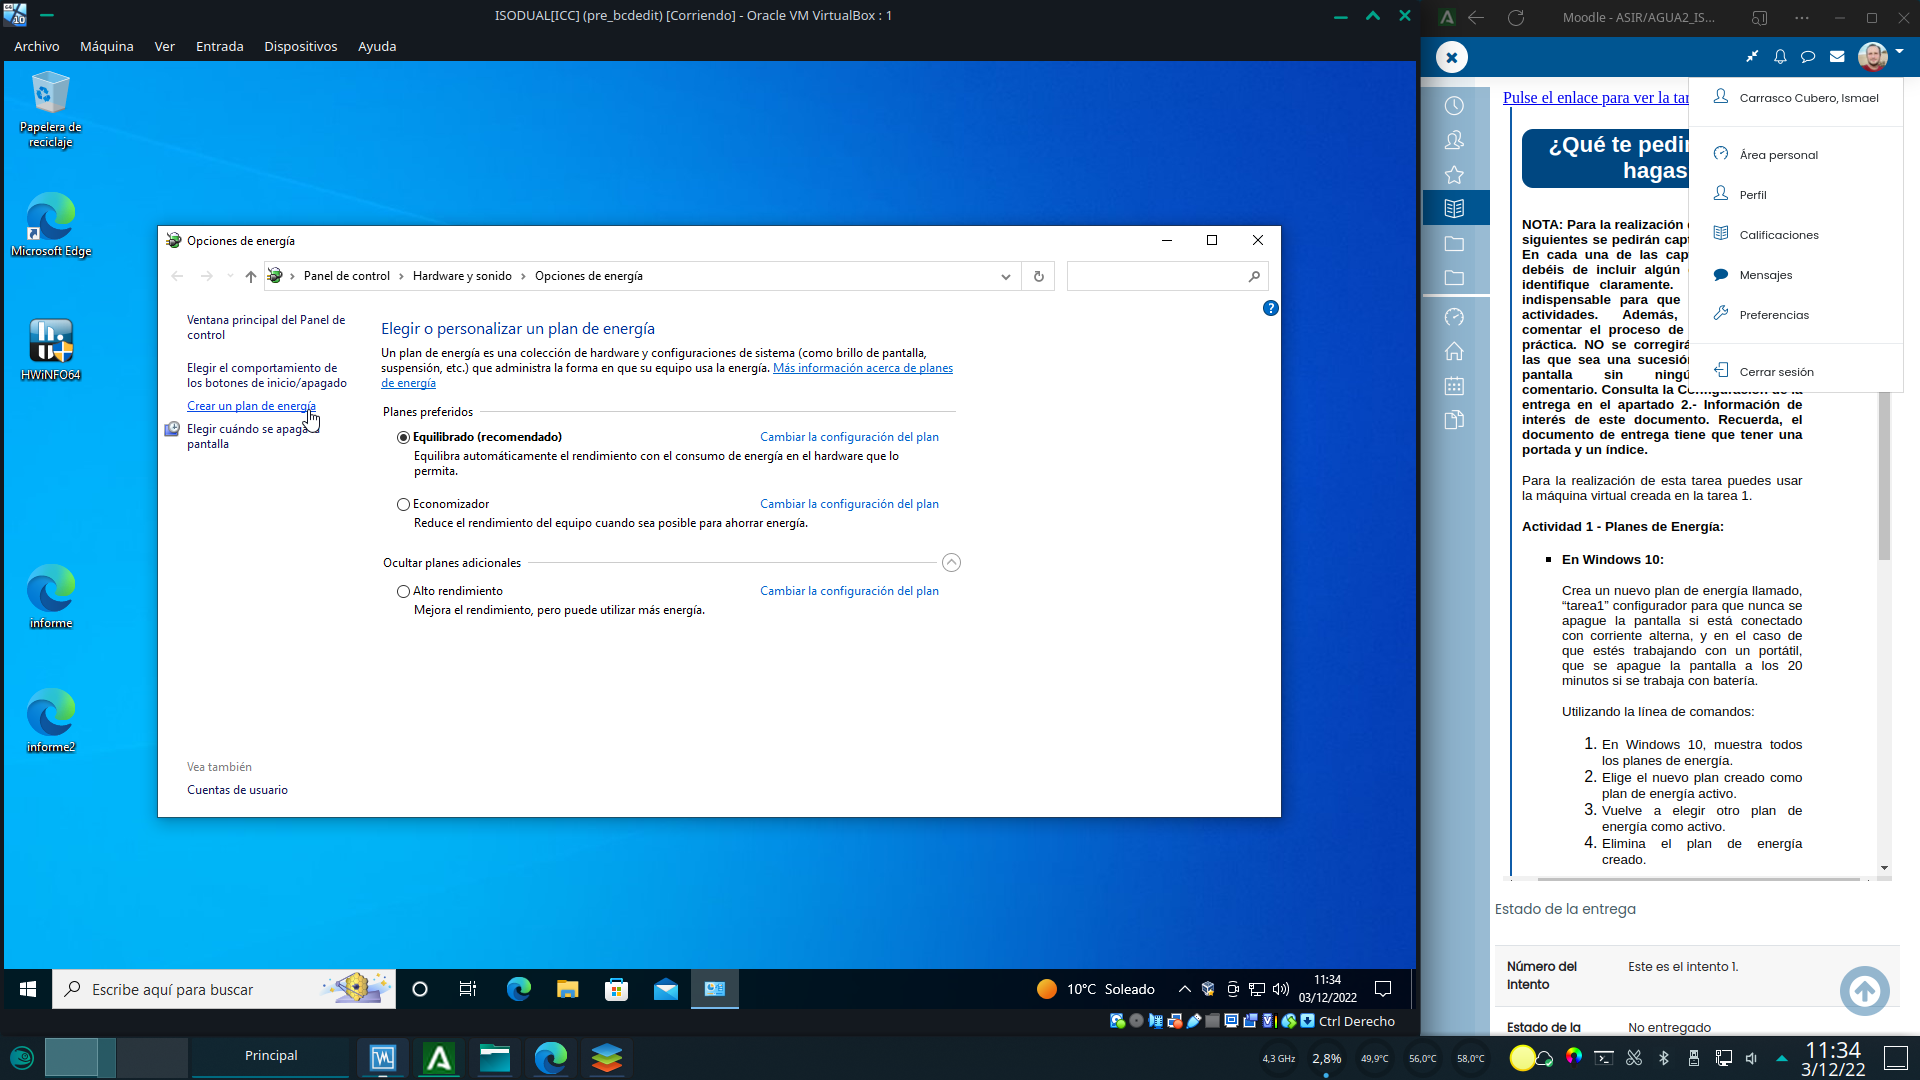 ISODUAL[ICC] (pre_bcdedit) [Corriendo] - Oracle VM VirtualBox : 1
Archivo Máquina Ver Entrada Dispositivos Ayuda
Papelera de
reciclaje
Microsoft Edge
HWiNFO64
informe
informe2
Opciones de energía
Panel de control > Hardware y sonido > Opciones de energía
Ventana principal del Panel de
control
Elegir el comportamiento de
los botones de inicio/apagado
Crear un plan de energía
Elegir cuándo se apaga la
pantalla
Vea también
Cuentas de usuario
Elegir o personalizar un plan de energía
Un plan de energía es una colección de hardware y configuraciones de sistema (como brillo de pantalla,
suspensión, etc.) que administra la forma en que su equipo usa la energía. Más información acerca de planes
de energía
Planes preferidos
Equilibrado (recomendado) Cambiar la configuración del plan
Equilibra automáticamente el rendimiento con el consumo de energía en el hardware que lo
permita.
Economizador Cambiar la configuración del plan
Reduce el rendimiento del equipo cuando sea posible para ahorrar energía.
Ocultar planes adicionales
Alto rendimiento Cambiar la configuración del plan
Mejora el rendimiento, pero puede utilizar más energía.
Escribe aquí para buscar
10°C Soleado
11:34
03/12/2022
Ctrl Derecho
Moodle - ASIR/AGUA2_IS...
Carrasco Cubero, Ismael
Área personal
Perfil
Calificaciones
Mensajes
Preferencias
Cerrar sesión
Pulse el enlace para ver la tar
¿Qué te pedir
hagas
NOTA: Para la realización
siguientes se pedirán capt
En cada una de las cap
debéis de incluir algún
identifique claramente.
indispensable para que
actividades. Además,
comentar el proceso de
práctica. NO se corregirá
las que sea una sucesió
pantalla sin ningú
comentario. Consulta la Configuración de la
entrega en el apartado 2.- Información de
interés de este documento. Recuerda, el
documento de entrega tiene que tener una
portada y un índice.
Para la realización de esta tarea puedes usar
la máquina virtual creada en la tarea 1.
Actividad 1 - Planes de Energía:
En Windows 10:
Crea un nuevo plan de energía llamado,
“tarea1” configurador para que nunca se
apague la pantalla si está conectado
con corriente alterna, y en el caso de
que estés trabajando con un portátil,
que se apague la pantalla a los 20
minutos si se trabaja con batería.
Utilizando la línea de comandos:
1. En Windows 10, muestra todos
los planes de energía.
2. Elige el nuevo plan creado como
plan de energía activo.
3. Vuelve a elegir otro plan de
energía como activo.
4. Elimina el plan de energía
creado.
Estado de la entrega
Número del
Intento
Este es el intento 1.
Estado de la No entregado
Principal
4,3 GHz 2,8% 49,9°C 56,0°C 58,0°C
11:34
3/12/22